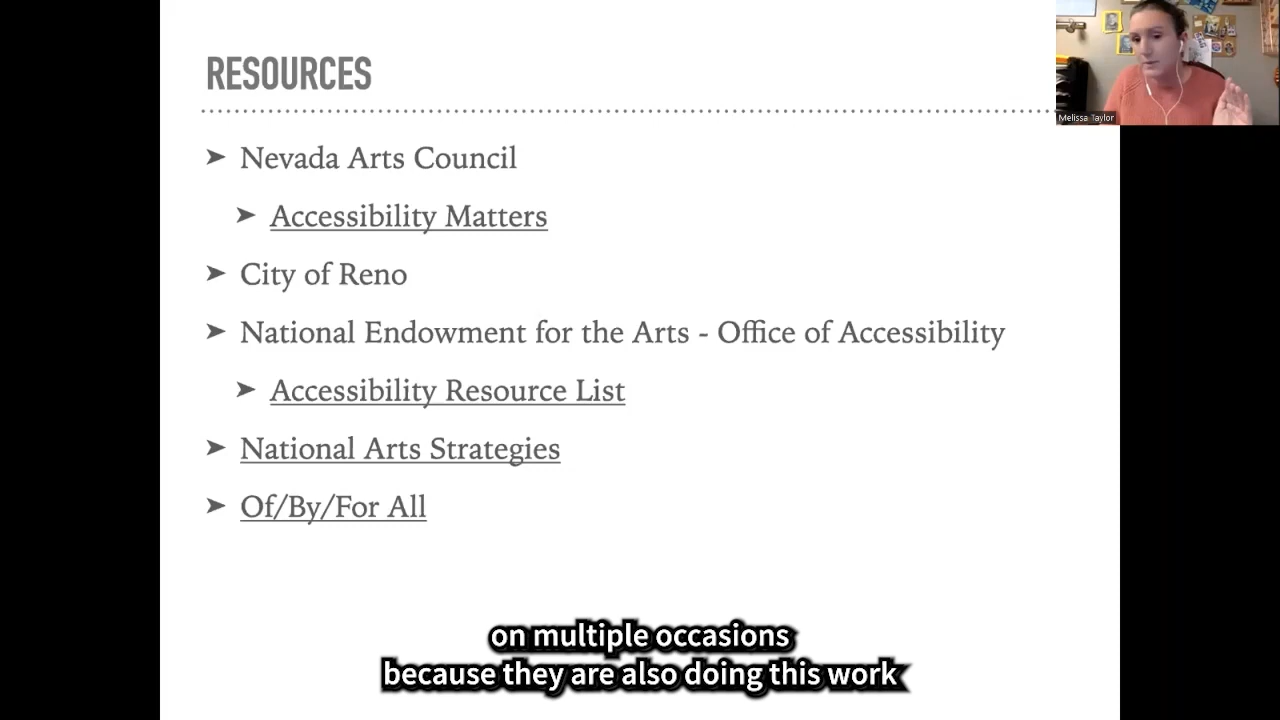 RESOURCES
Melissa Taylor
➤ Nevada Arts Council
➤ Accessibility Matters
➤ City of Reno
➤ National Endowment for the Arts - Office of Accessibility
➤ Accessibility Resource List
➤ National Arts Strategies
➤ Of/By/For All
on multiple occasions
because they are also doing this work